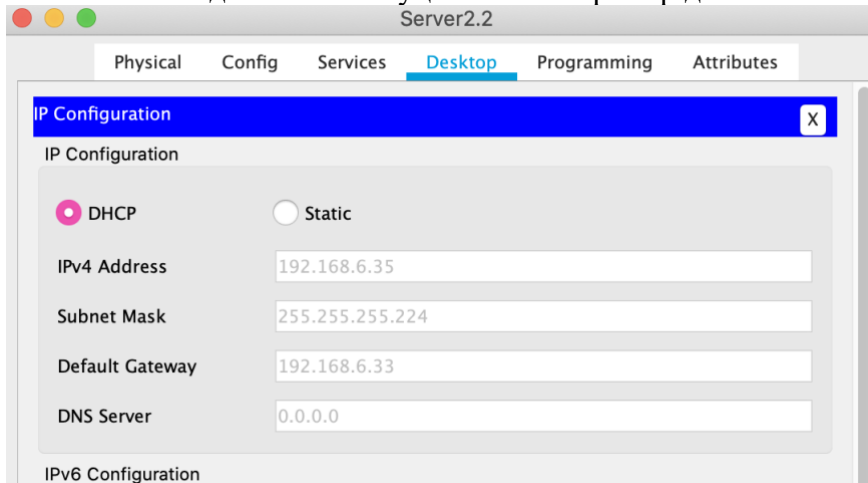 Server2.2
Physical Config Services Desktop Programming Attributes
IP Configuration X
IP Configuration
DHCP Static
IPv4 Address 192.168.6.35
Subnet Mask 255.255.255.224
Default Gateway 192.168.6.33
DNS Server 0.0.0.0
IPv6 Configuration